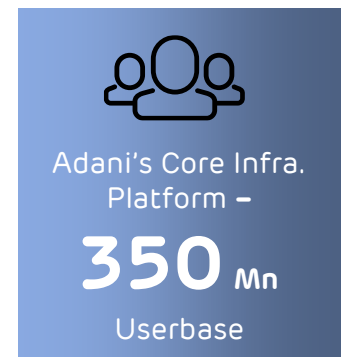 Adani's Core Infra.
Platform –
350 Mn
Userbase